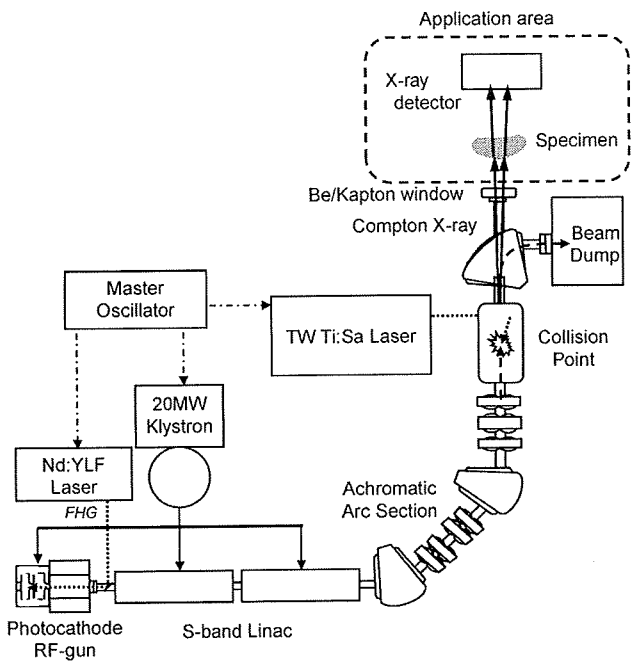 Application area
X-ray
detector
Specimen
Be/Kapton window
Compton X-ray
Beam
Dump
Master
Oscillator
TW Ti:Sa Laser
Collision
Point
20MW
Klystron
Nd:YLF
Laser
FHG
Achromatic
Arc Section
Photocathode
RF-gun
S-band Linac